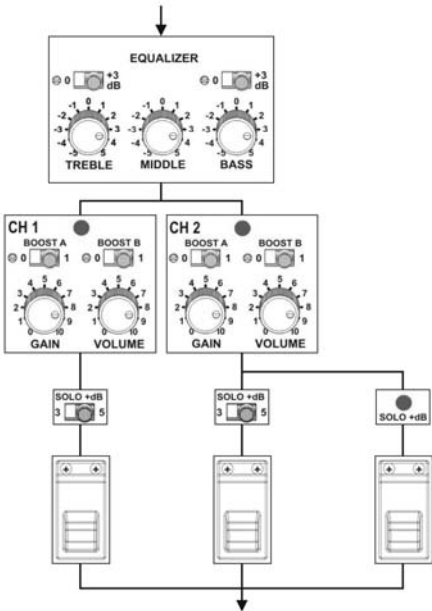 EQUALIZER
0 +3 dB
0 +3 dB
-5 -4 -3 -2 -1 0 1 2 3 4 5
-5 -4 -3 -2 -1 0 1 2 3 4 5
-5 -4 -3 -2 -1 0 1 2 3 4 5
TREBLE MIDDLE BASS
CH 1
BOOST A BOOST B
0 1 0 1
0 1 2 3 4 5 6 7 8 9 10
0 1 2 3 4 5 6 7 8 9 10
GAIN VOLUME
CH 2
BOOST A BOOST B
0 1 0 1
0 1 2 3 4 5 6 7 8 9 10
0 1 2 3 4 5 6 7 8 9 10
GAIN VOLUME
SOLO +dB
3 5
SOLO +dB
3 5
SOLO +dB